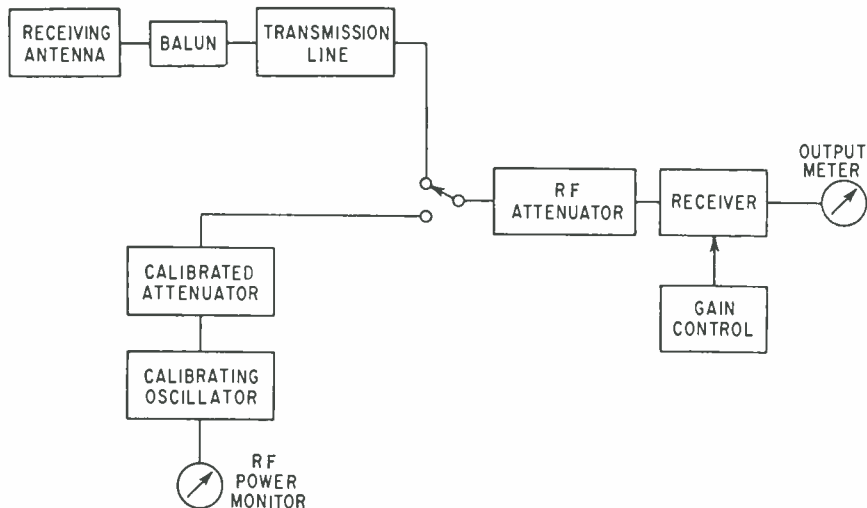 RECEIVING
ANTENNA
BALUN
TRANSMISSION
LINE
RF
ATTENUATOR
RECEIVER
OUTPUT
METER
GAIN
CONTROL
CALIBRATED
ATTENUATOR
CALIBRATING
OSCILLATOR
RF
POWER
MONITOR